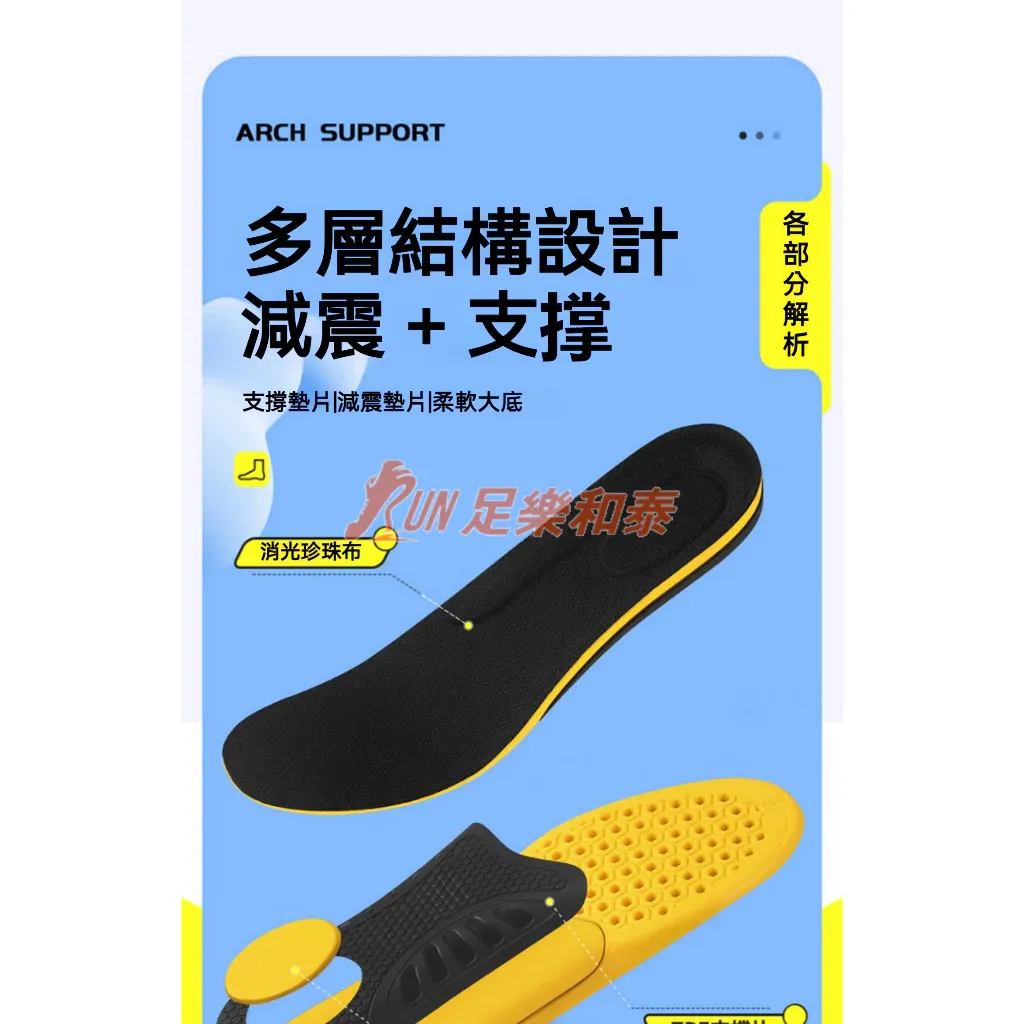 ARCH SUPPORT
多層結構設計
減震 + 支撐
各部分解析
支撐墊片|減震墊片|柔軟大底
RUN 足樂和泰
消光珍珠布